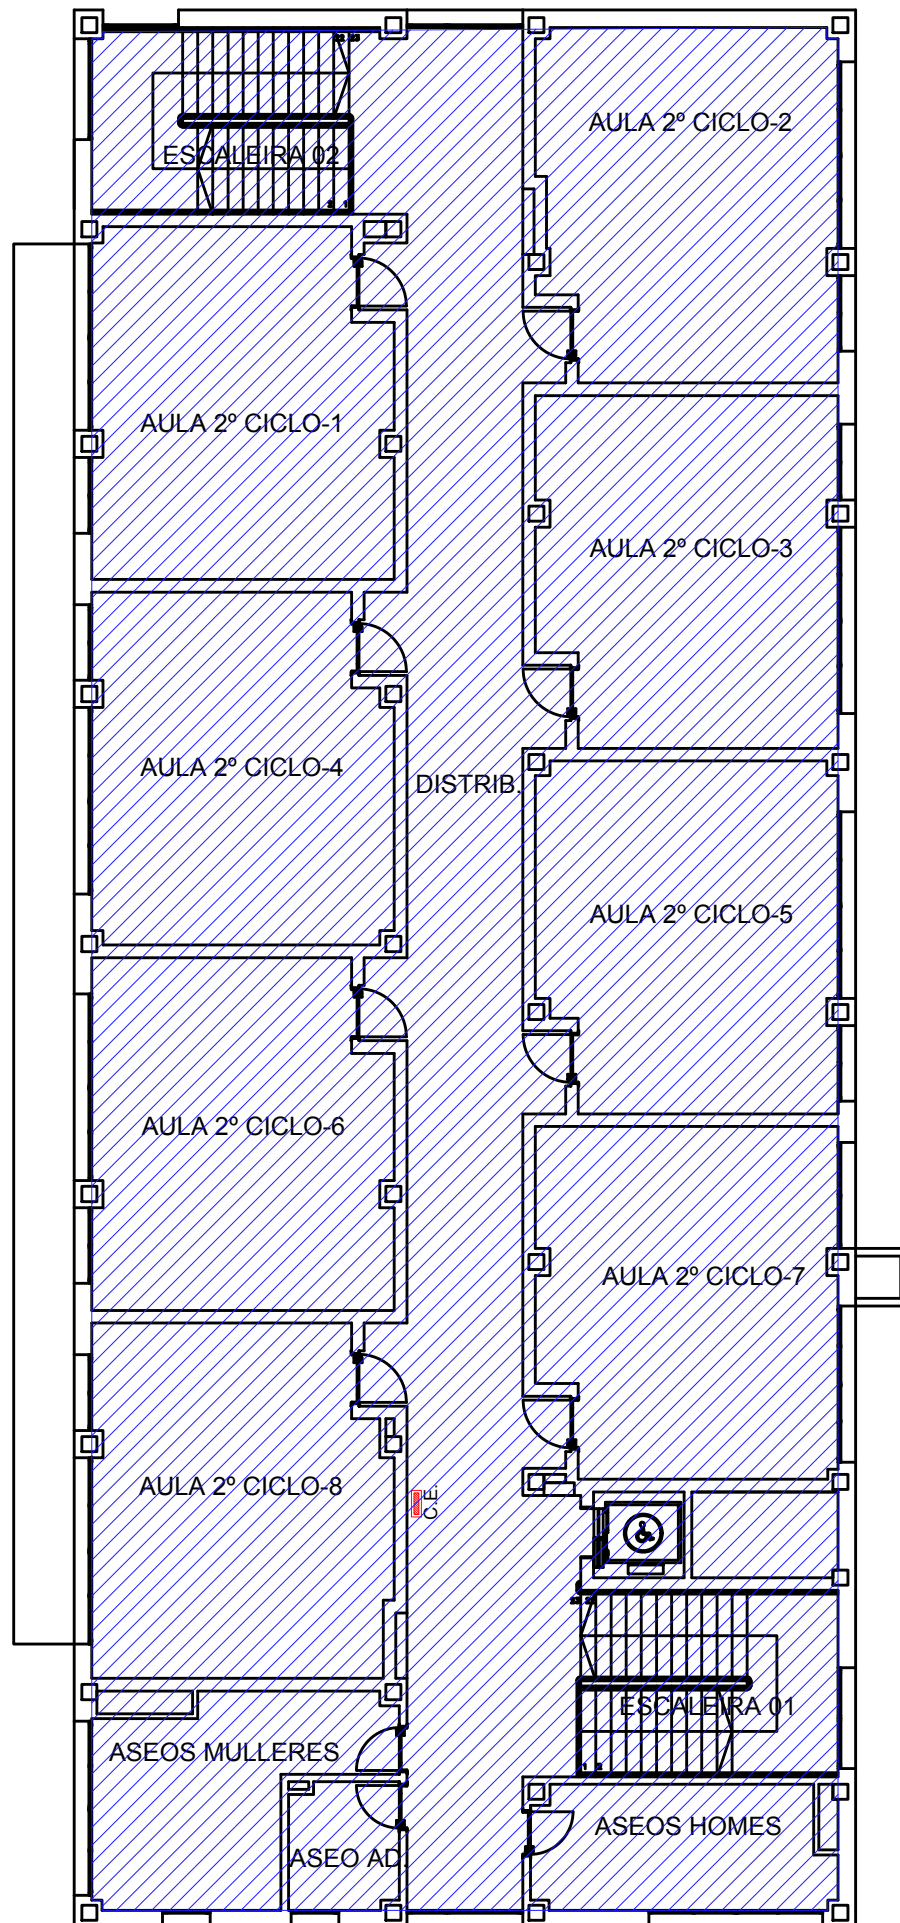 AULA 2º CICLO-2
ESCALEIRA 02
AULA 2º CICLO-1
AULA 2º CICLO-3
AULA 2º CICLO-4
DISTRIB.
AULA 2º CICLO-5
AULA 2º CICLO-6
AULA 2º CICLO-7
AULA 2º CICLO-8
C.E.
ESCALEIRA 01
ASEOS MULLERES
ASEOS HOMES
ASEO AD.